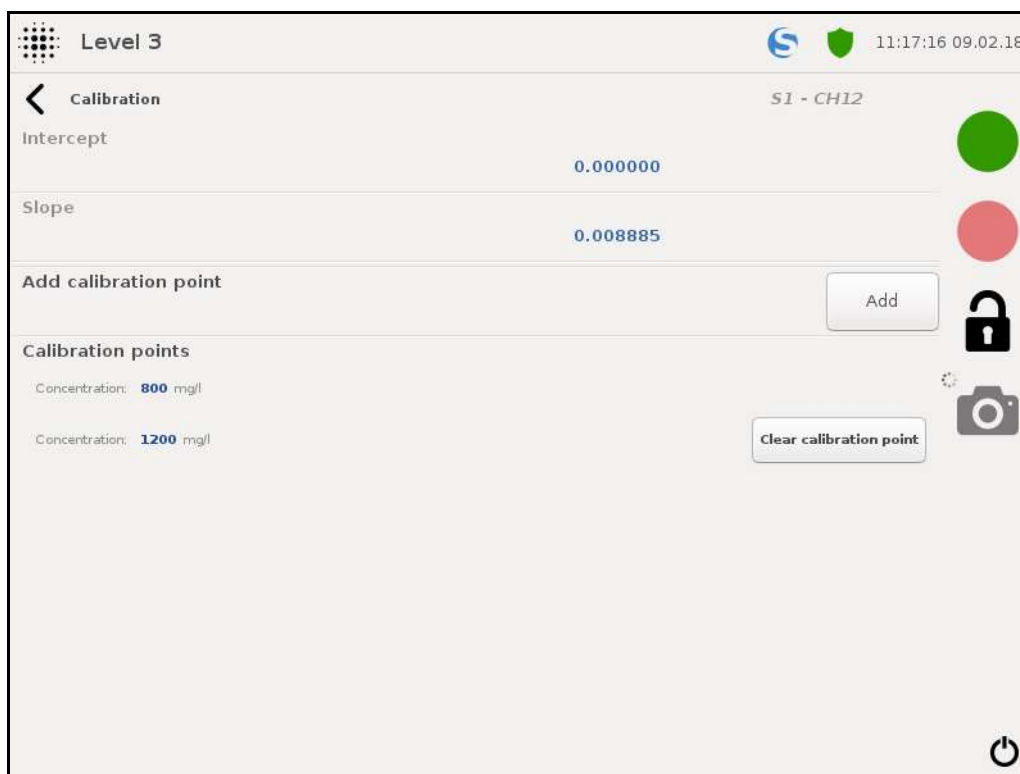 Level 3
11:17:16 09.02.18
Calibration
S1 - CH12
Intercept
0.000000
Slope
0.008885
Add calibration point
Add
Calibration points
Concentration: 800 mg/l
Concentration: 1200 mg/l
Clear calibration point